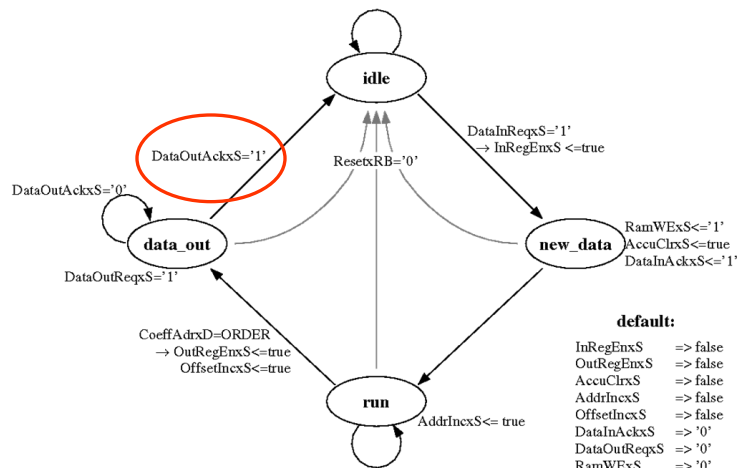 idle
DataInReqxS='1'
→ InRegEnxS <=true
DataOutAckxS='1'
ResetxRB='0'
DataOutAckxS='0'
data_out
new_data
RamWExS<='1'
AccuClrxS<=true
DataInAckxS<='1'
DataOutReqxS='1'
CoeffAdrxD=ORDER
→ OutRegEnxS<=true
OffsetIncxS<=true
run
AddrIncxS<= true
default:
InRegEnxS => false
OutRegEnxS => false
AccuClrxS => false
AddrIncxS => false
OffsetIncxS => false
DataInAckxS => '0'
DataOutReqxS => '0'
RamWExS => '0'